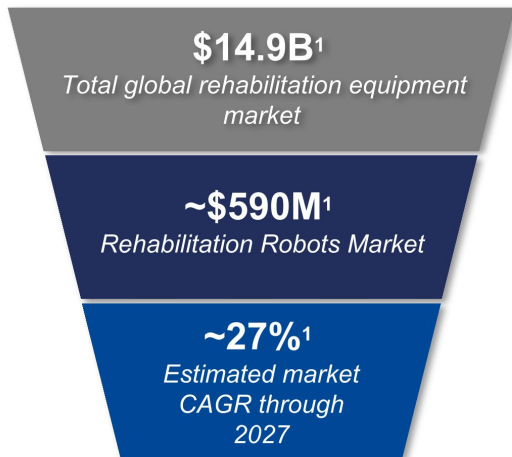 $14.9B¹
Total global rehabilitation equipment
market
~$590M¹
Rehabilitation Robots Market
~27%¹
Estimated market
CAGR through
2027